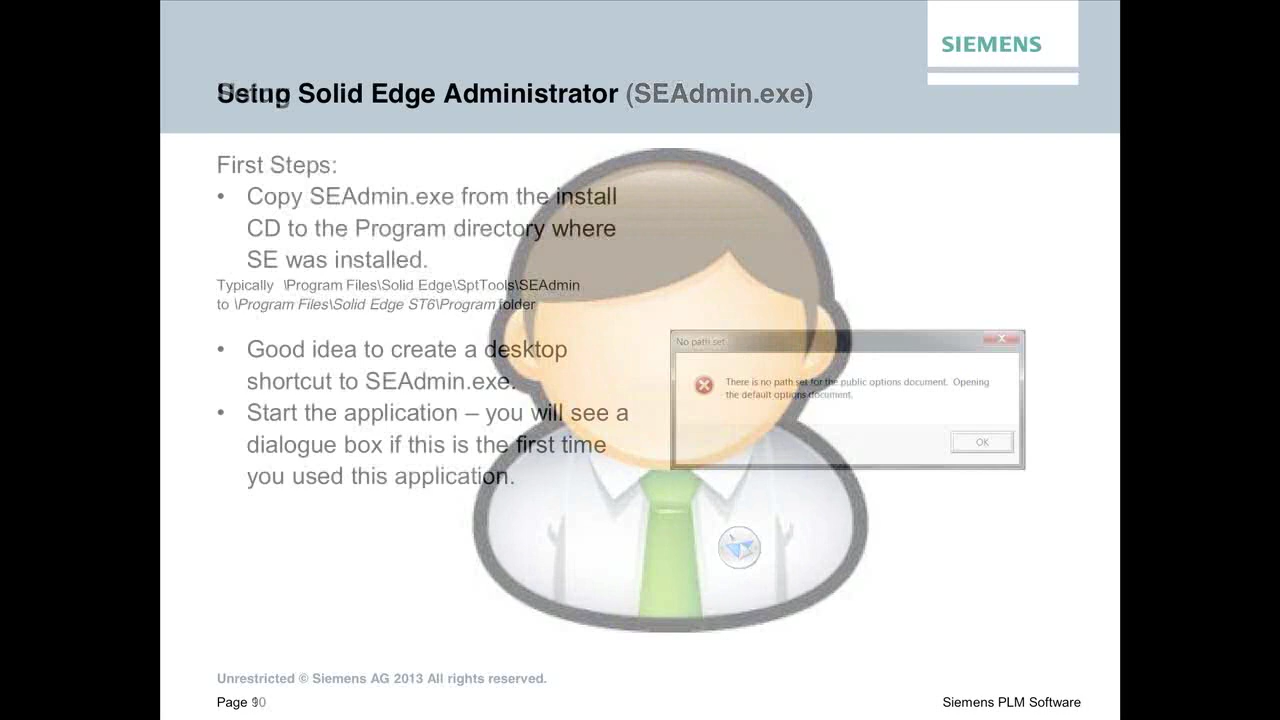 SIEMENS
Solid Edge Administrator (SEAdmin.exe)
First Steps:
• Copy SEAdmin.exe from the install
CD to the Program directory where
SE was installed.
Typically \Program Files\Solid Edge\SptTools\SEAdmin
to \Program Files\Solid Edge ST6\Program folder
• Good idea to create a desktop
shortcut to SEAdmin.exe.
• Start the application – you will see a
dialogue box if this is the first time
you used this application.
No path set
There is no path set for the public options document. Opening
the default options document.
OK
Unrestricted © Siemens AG 2013 All rights reserved.
Page
Siemens PLM Software